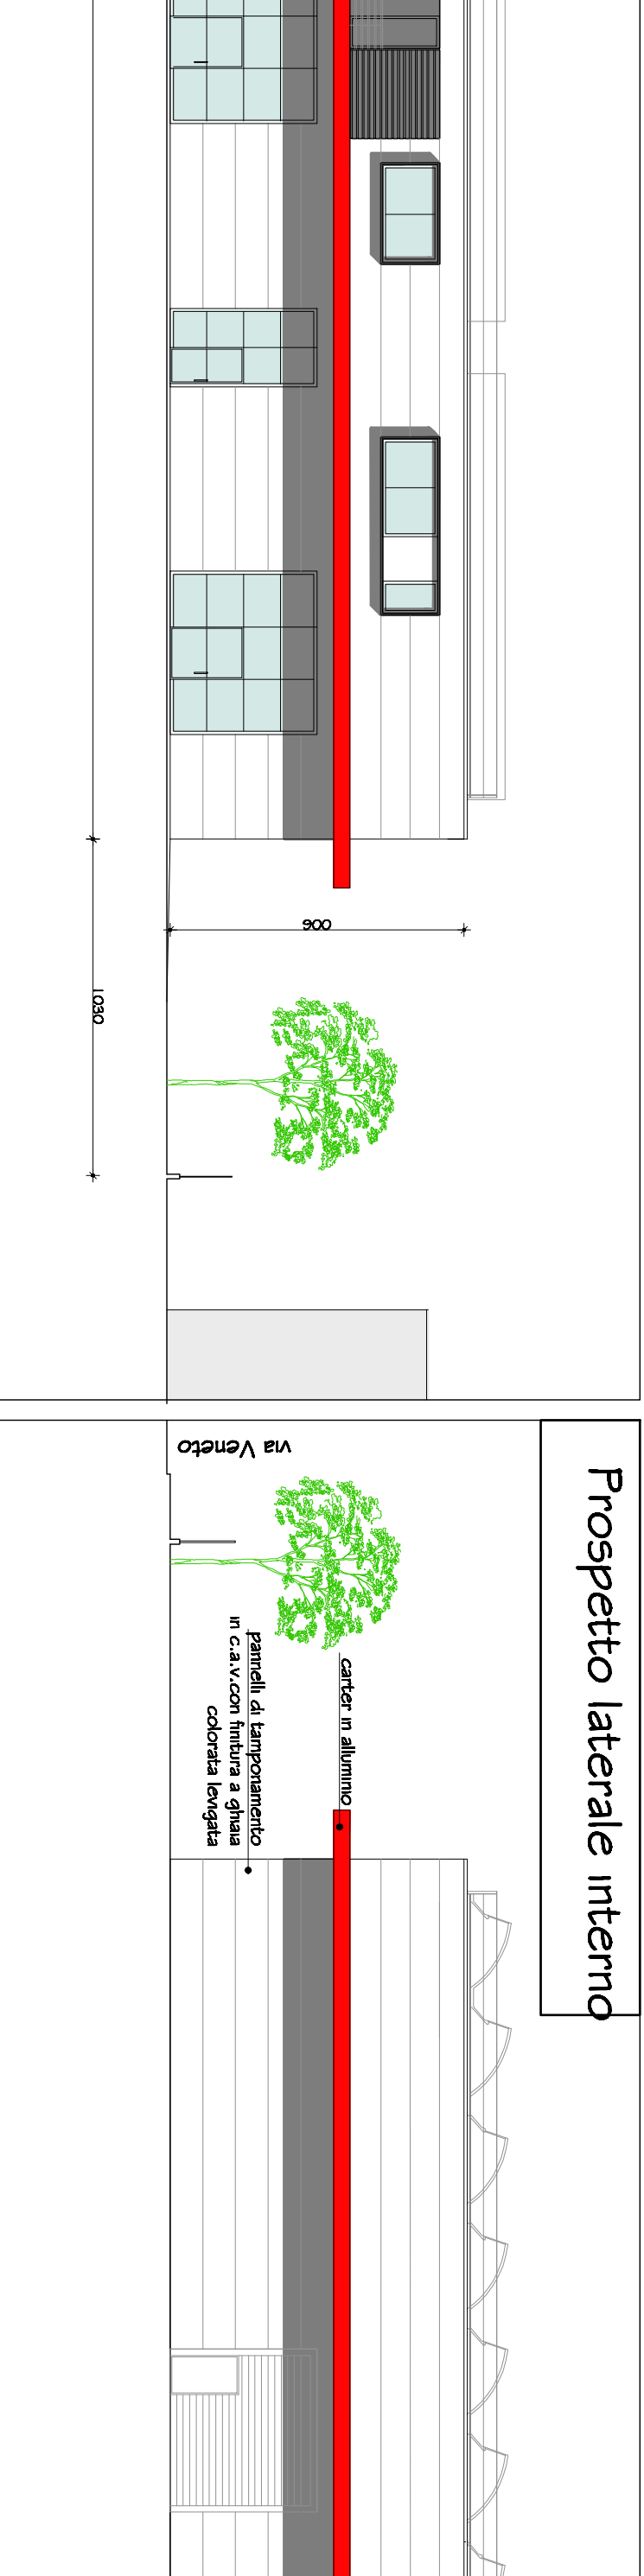 900
1030
via Veneto
Prospetto laterale interno
carter in alluminio
pannelli di tamponamento
in c.a.v.con finitura a ghiaia
colorata levigata